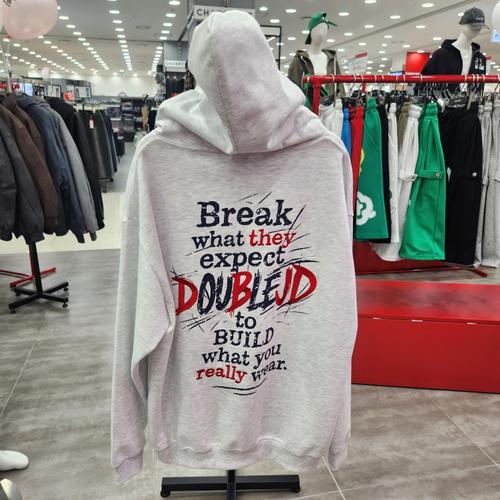 Break
what they
expect
DOUBLEJD
to
BUILD
what you
really wear.